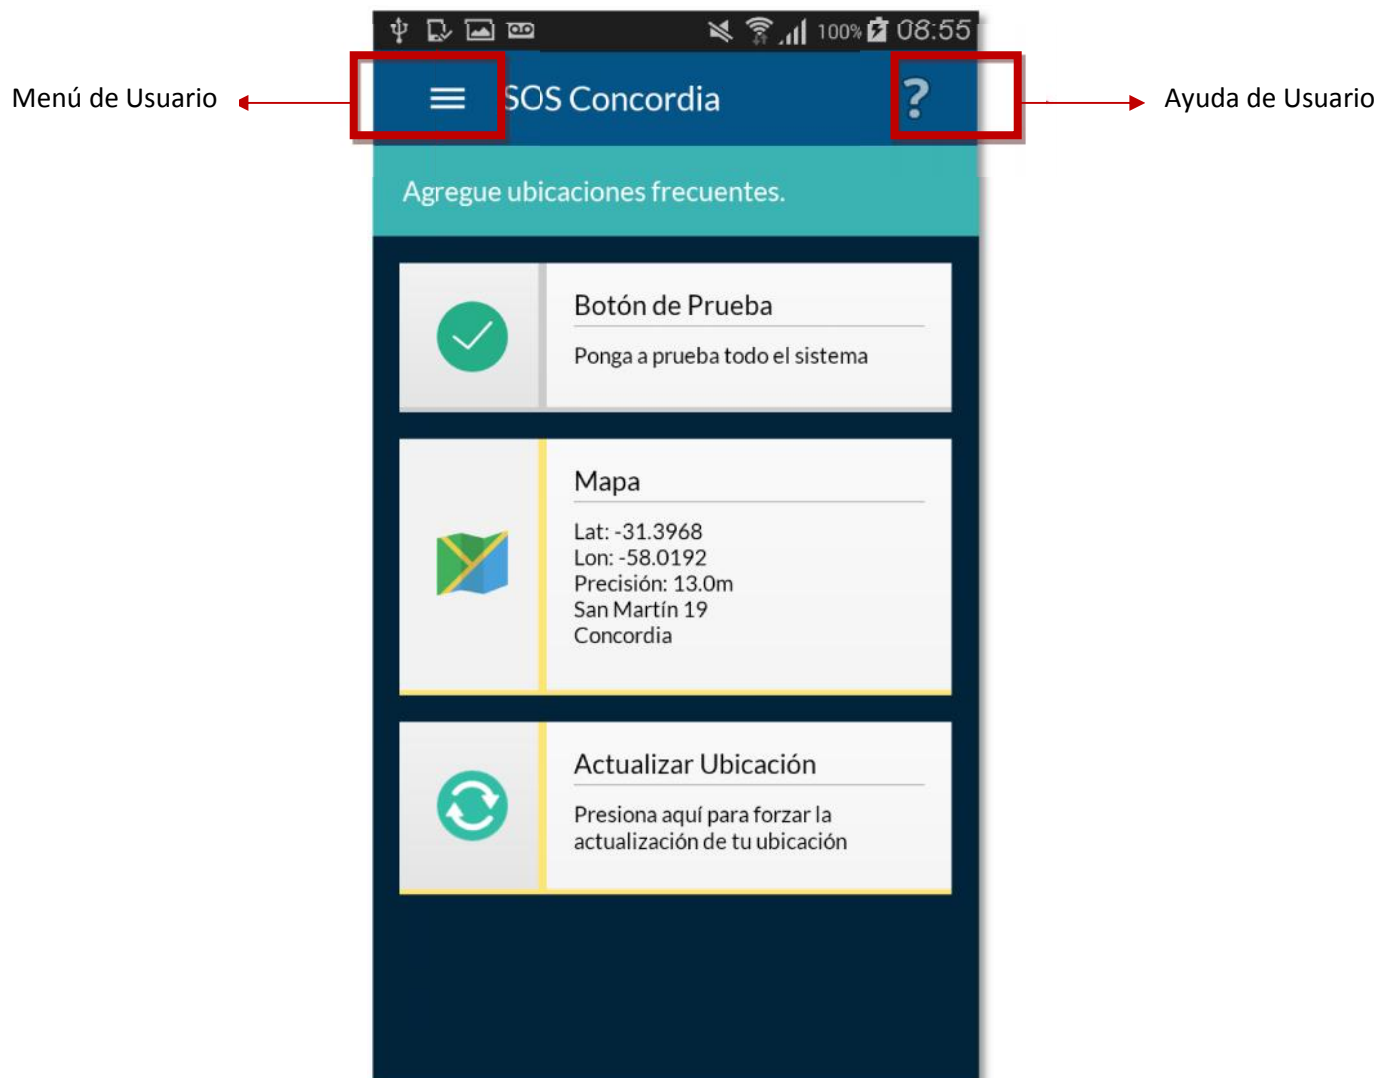 100% 08:55
Menú de Usuario
SOS Concordia
?
Ayuda de Usuario
Agregue ubicaciones frecuentes.
Botón de Prueba
Ponga a prueba todo el sistema
Mapa
Lat: -31.3968
Lon: -58.0192
Precisión: 13.0m
San Martín 19
Concordia
Actualizar Ubicación
Presiona aquí para forzar la
actualización de tu ubicación